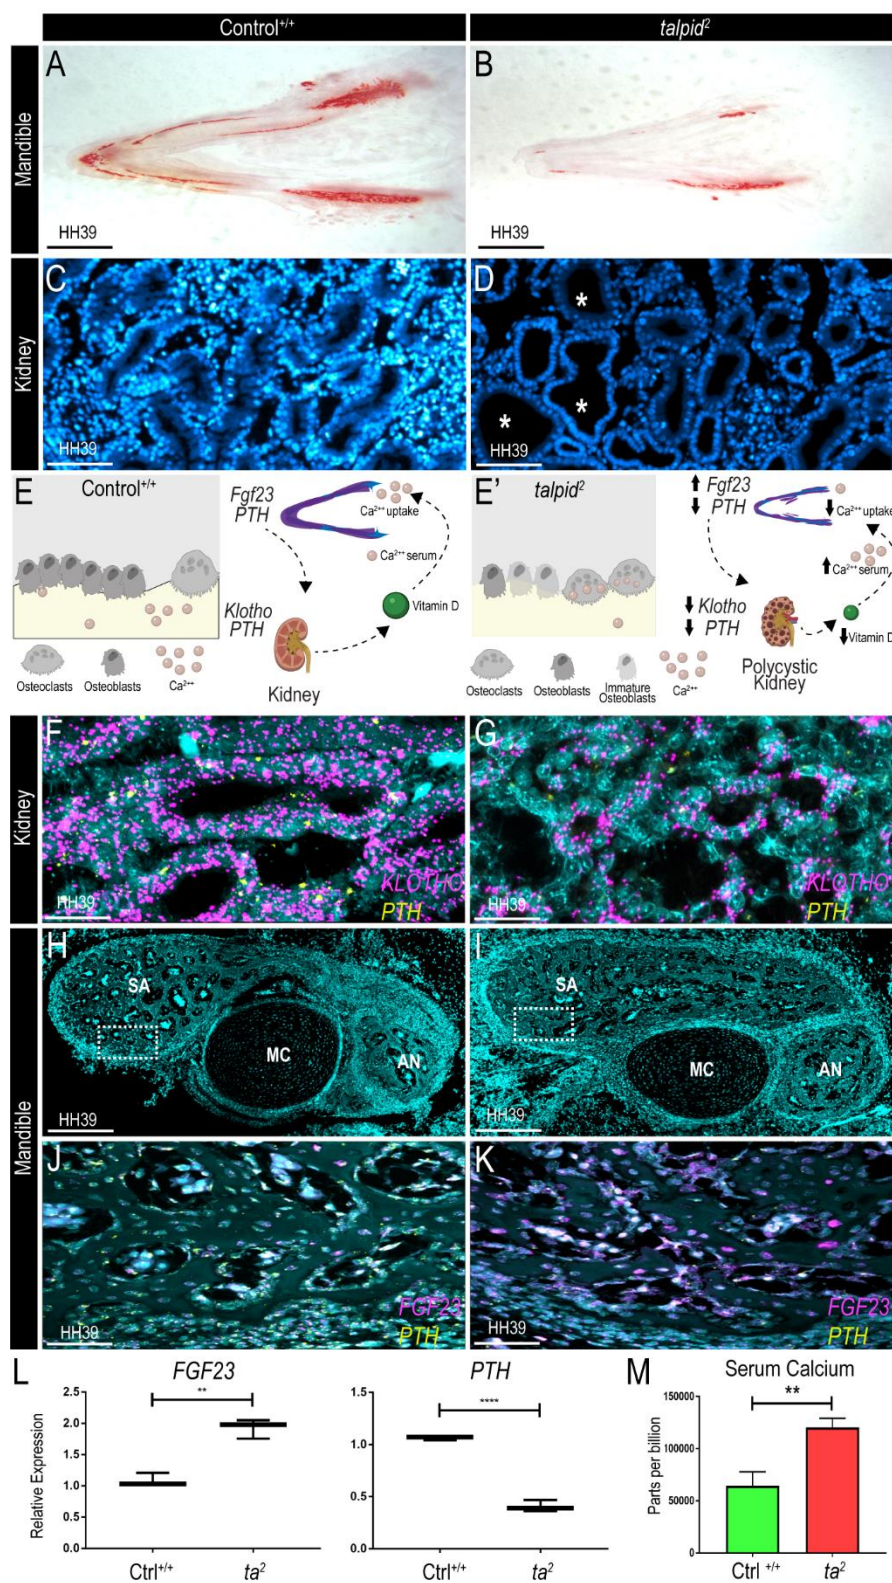 Control+/+
talpid²
Mandible
A
HH39
B
HH39
Kidney
C
HH39
D
*
*
*
HH39
E
Control+/+
Fgf23
PTH
Ca²⁺⁺ uptake
Ca²⁺⁺ serum
Klotho
PTH
Vitamin D
Kidney
Osteoclasts
Osteoblasts
Ca²⁺⁺
E'
talpid²
Fgf23
PTH
Ca²⁺⁺ uptake
Ca²⁺⁺ serum
Klotho
PTH
Vitamin D
Polycystic
Kidney
Osteoclasts
Osteoblasts
Immature
Osteoblasts
Ca²⁺⁺
Kidney
F
KLOTHO
HH39
PTH
G
KLOTHO
HH39
PTH
Mandible
H
SA
MC
AN
HH39
I
SA
MC
AN
HH39
J
FGF23
HH39
PTH
K
FGF23
HH39
PTH
L
FGF23
**
Relative Expression
2.5
2.0
1.5
1.0
0.5
0.0
Ctrl+/+
ta²
PTH
****
1.0
0.5
0.0
Ctrl+/+
ta²
M
Serum Calcium
**
Parts per billion
150000
100000
50000
0
Ctrl +/+
ta²